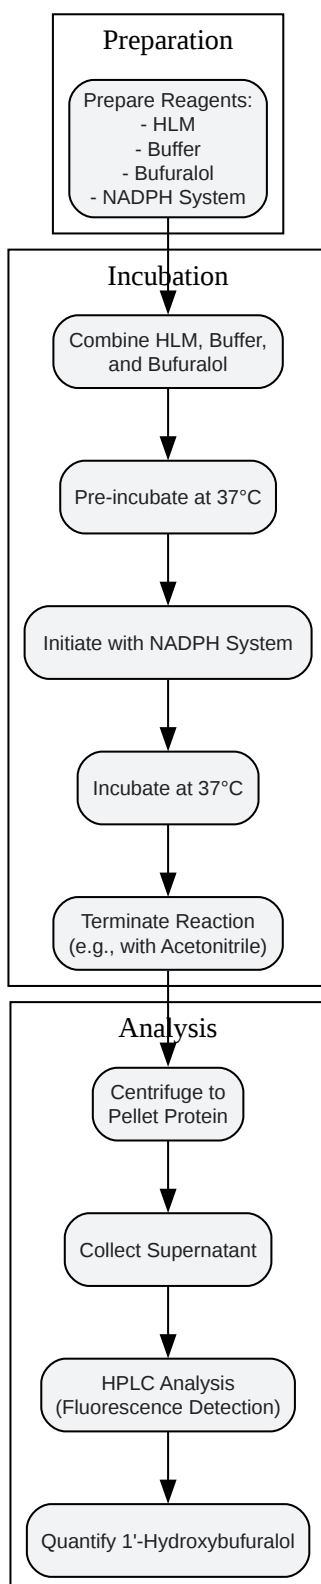 Preparation
Prepare Reagents:
- HLM
- Buffer
- Bufuralol
- NADPH System
Incubation
Combine HLM, Buffer,
and Bufuralol
Pre-incubate at 37°C
Initiate with NADPH System
Incubate at 37°C
Terminate Reaction
(e.g., with Acetonitrile)
Analysis
Centrifuge to
Pellet Protein
Collect Supernatant
HPLC Analysis
(Fluorescence Detection)
Quantify 1'-Hydroxybufuralol